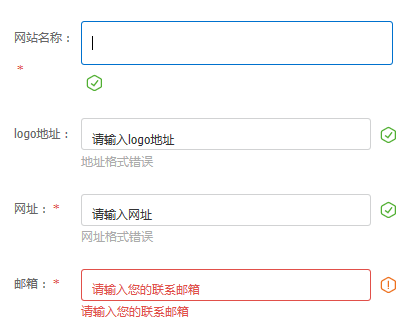 网站名称：
*
logo地址：
请输入logo地址
地址格式错误
网址：*
请输入网址
网址格式错误
邮箱：*
请输入您的联系邮箱
请输入您的联系邮箱